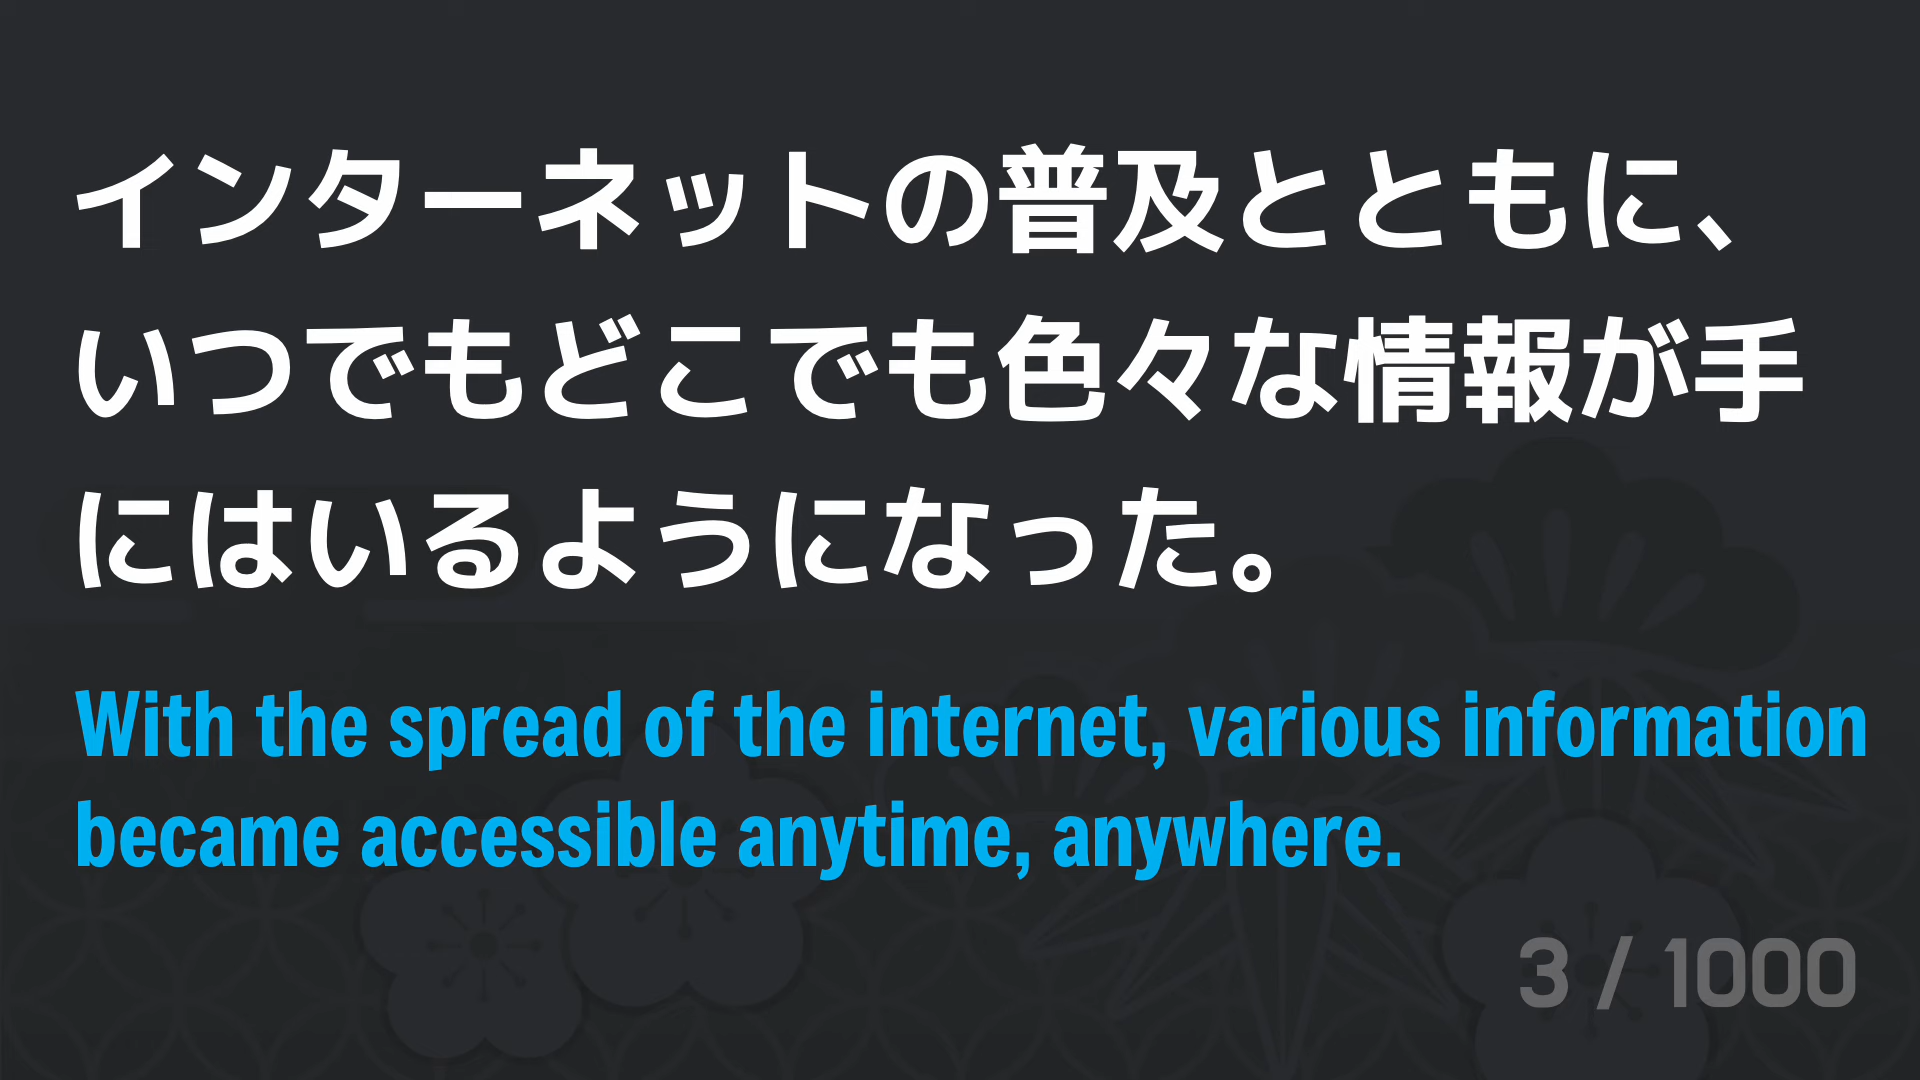 インターネットの普及とともに、
いつでもどこでも色々な情報が手
にはいるようになった。
With the spread of the internet, various information
became accessible anytime, anywhere.
3 / 1000